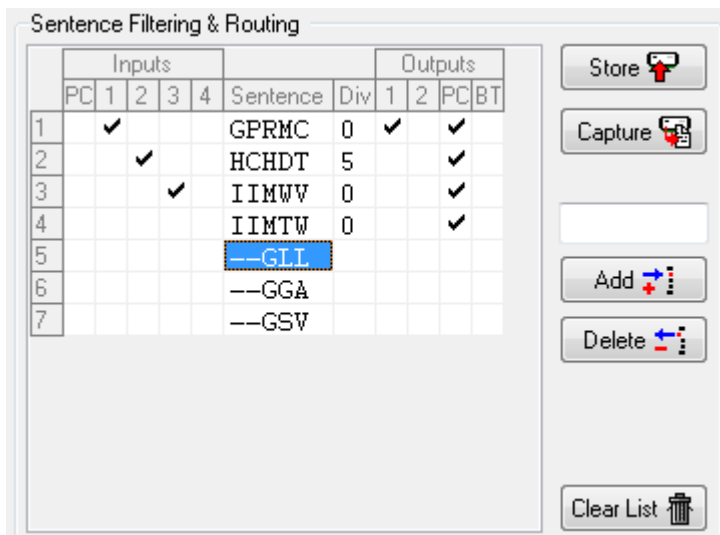 Sentence Filtering & Routing
Inputs Outputs
PC 1 2 3 4 Sentence Div 1 2 PC BT
1 ✔ GPRMC 0 ✔ ✔
2 ✔ HCHDT 5 ✔
3 ✔ IIMWV 0 ✔
4 ✔ IIMTW 0 ✔
5 --GLL
6 --GGA
7 --GSV
Store
Capture
Add
Delete
Clear List